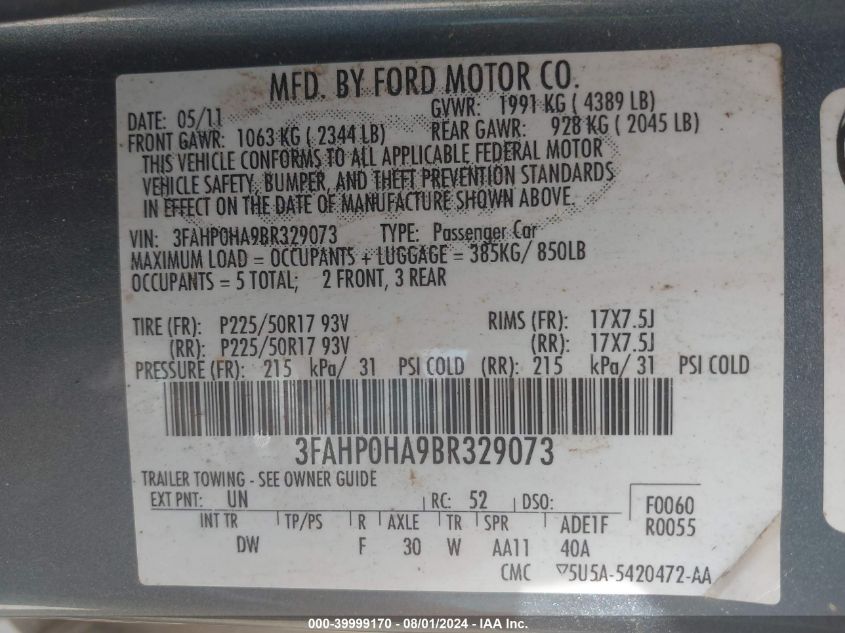 MFD. BY FORD MOTOR CO.
DATE: 05/11 GVWR: 1991 KG ( 4389 LB)
FRONT GAWR: 1063 KG ( 2344 LB) REAR GAWR: 928 KG ( 2045 LB)
THIS VEHICLE CONFORMS TO ALL APPLICABLE FEDERAL MOTOR
VEHICLE SAFETY, BUMPER, AND THEFT PREVENTION STANDARDS
IN EFFECT ON THE DATE OF MANUFACTURE SHOWN ABOVE.
VIN: 3FAHP0HA9BR329073 TYPE: Passenger Car
MAXIMUM LOAD = OCCUPANTS + LUGGAGE = 385KG/ 850LB
OCCUPANTS = 5 TOTAL; 2 FRONT, 3 REAR
TIRE (FR): P225/50R17 93V RIMS (FR): 17X7.5J
(RR): P225/50R17 93V (RR): 17X7.5J
PRESSURE (FR): 215 kPa/ 31 PSI COLD (RR): 215 kPa/ 31 PSI COLD
3FAHP0HA9BR329073
TRAILER TOWING - SEE OWNER GUIDE
EXT PNT: UN RC: 52 DSO: F0060
INT TR TP/PS R AXLE TR SPR ADE1F R0055
DW F 30 W AA11 40A
CMC ▽5U5A-5420472-AA
000-39999170 - 08/01/2024 - IAA Inc.